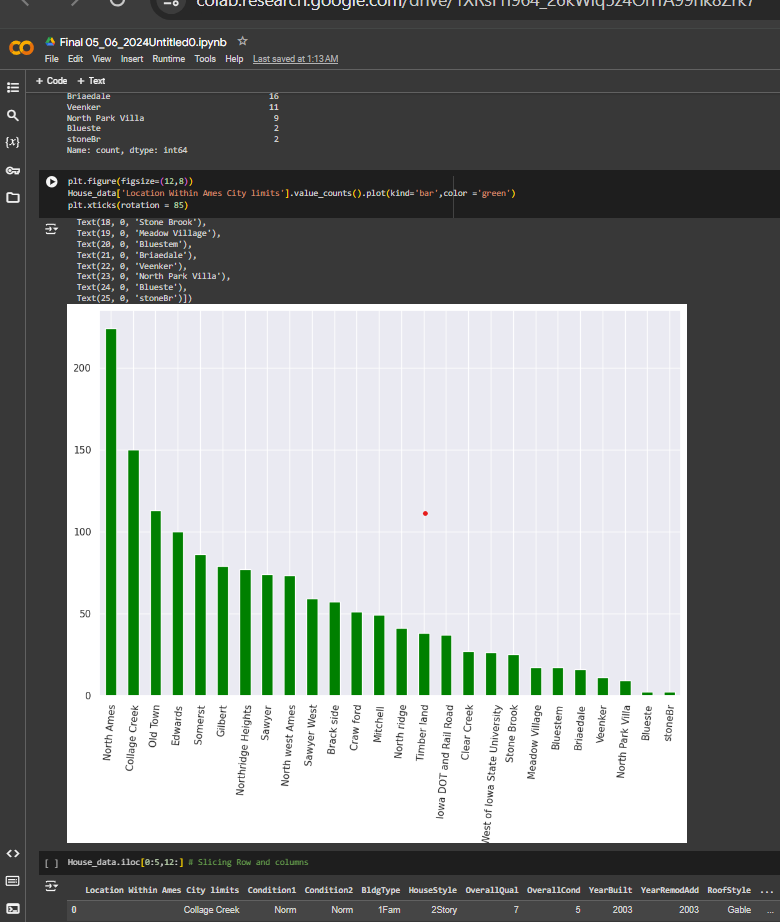 Final 05_06_2024Untitled0.ipynb
File Edit View Insert Runtime Tools Help Last saved at 1:13 AM
+ Code + Text
Briaedale 16
Veenker 11
North Park Villa 9
Blueste 2
stoneBr 2
Name: count, dtype: int64
plt.figure(figsize=(12,8))
House_data['Location Within Ames City limits'].value_counts().plot(kind='bar',color ='green')
plt.xticks(rotation = 85)
Text(18, 0, 'Stone Brook'),
Text(19, 0, 'Meadow Village'),
Text(20, 0, 'Bluestem'),
Text(21, 0, 'Briaedale'),
Text(22, 0, 'Veenker'),
Text(23, 0, 'North Park Villa'),
Text(24, 0, 'Blueste'),
Text(25, 0, 'stoneBr')])
200
150
100
50
0
North Ames
Collage Creek
Old Town
Edwards
Somerst
Gilbert
Northridge Heights
Sawyer
North west Ames
Sawyer West
Brack side
Craw ford
Mitchell
North ridge
Timber land
Iowa DOT and Rail Road
Clear Creek
West of Iowa State University
Stone Brook
Meadow Village
Bluestem
Briaedale
Veenker
North Park Villa
Blueste
stoneBr
[ ] House_data.iloc[0:5,12:] # Slicing Row and columns
Location Within Ames City limits Condition1 Condition2 BldgType HouseStyle OverallQual OverallCond YearBuilt YearRemodAdd RoofStyle ...
0 Collage Creek Norm Norm 1Fam 2Story 7 5 2003 2003 Gable ...